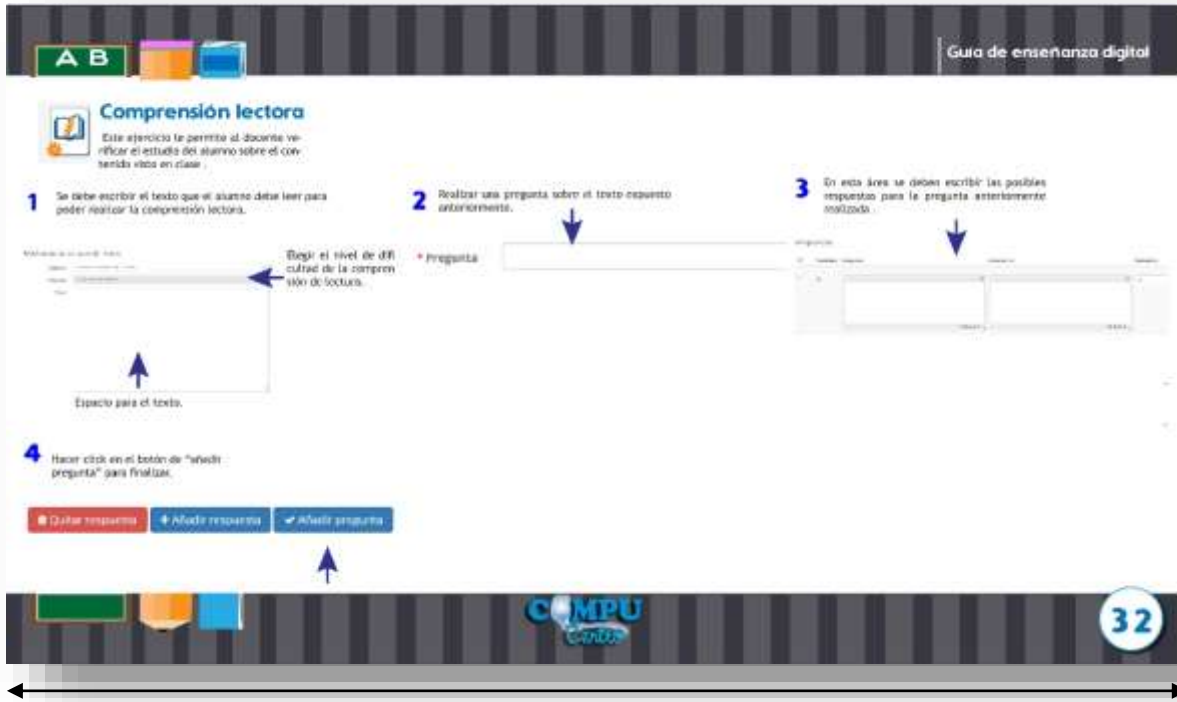 A B
Guia de enseñanza digital
Comprensión lectora
Este ejercicio le permite al docente ve-
rificar el estudio del alumno sobre el con-
tenido visto en clase .
1
Se debe escribir el texto que el alumno debe leer para
poder realizar la comprensión lectora.
Elegir el nivel de difi
cultad de la compren
sión de lectura.
Espacio para el texto.
2
Realizar una pregunta sobre el texto expuesto
anteriormente.
* Pregunta
3
En esta área se deben escribir las posibles
respuestas para la pregunta anteriormente
realizada .
4
Hacer click en el botón de "añadir
pregunta" para finalizar.
Quitar respuesta
+ Añadir respuesta
✔ Añadir pregunta
COMPU
Center
32